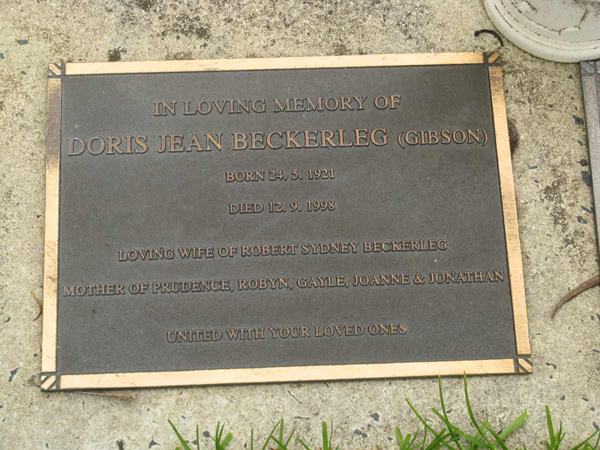 IN LOVING MEMORY OF
DORIS JEAN BECKERLEG (GIBSON)
BORN 24. 5. 1921
DIED 12. 9. 1998
LOVING WIFE OF ROBERT SYDNEY BECKERLEG
MOTHER OF PRUDENCE, ROBYN, GAYLE, JOANNE & JONATHAN
UNITED WITH YOUR LOVED ONES